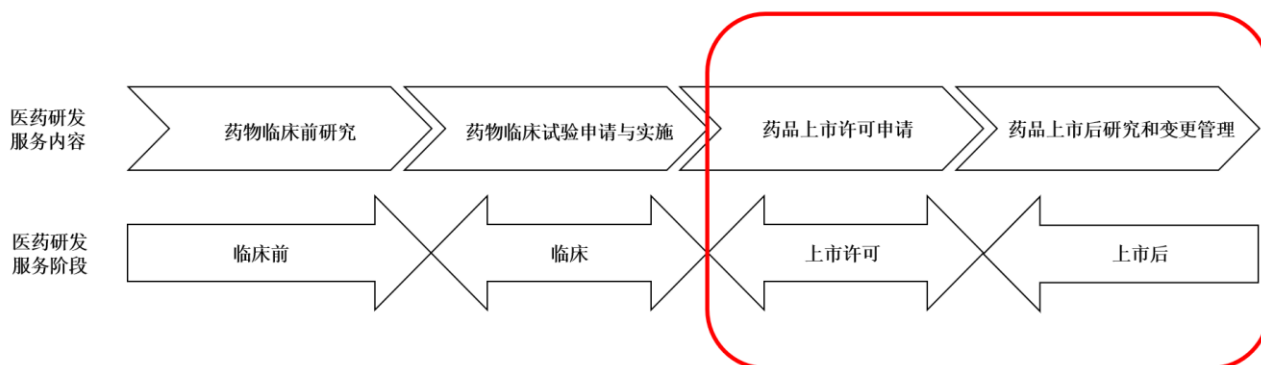 医药研发
服务内容
药物临床前研究
药物临床试验申请与实施
药品上市许可申请
药品上市后研究和变更管理
医药研发
服务阶段
临床前
临床
上市许可
上市后